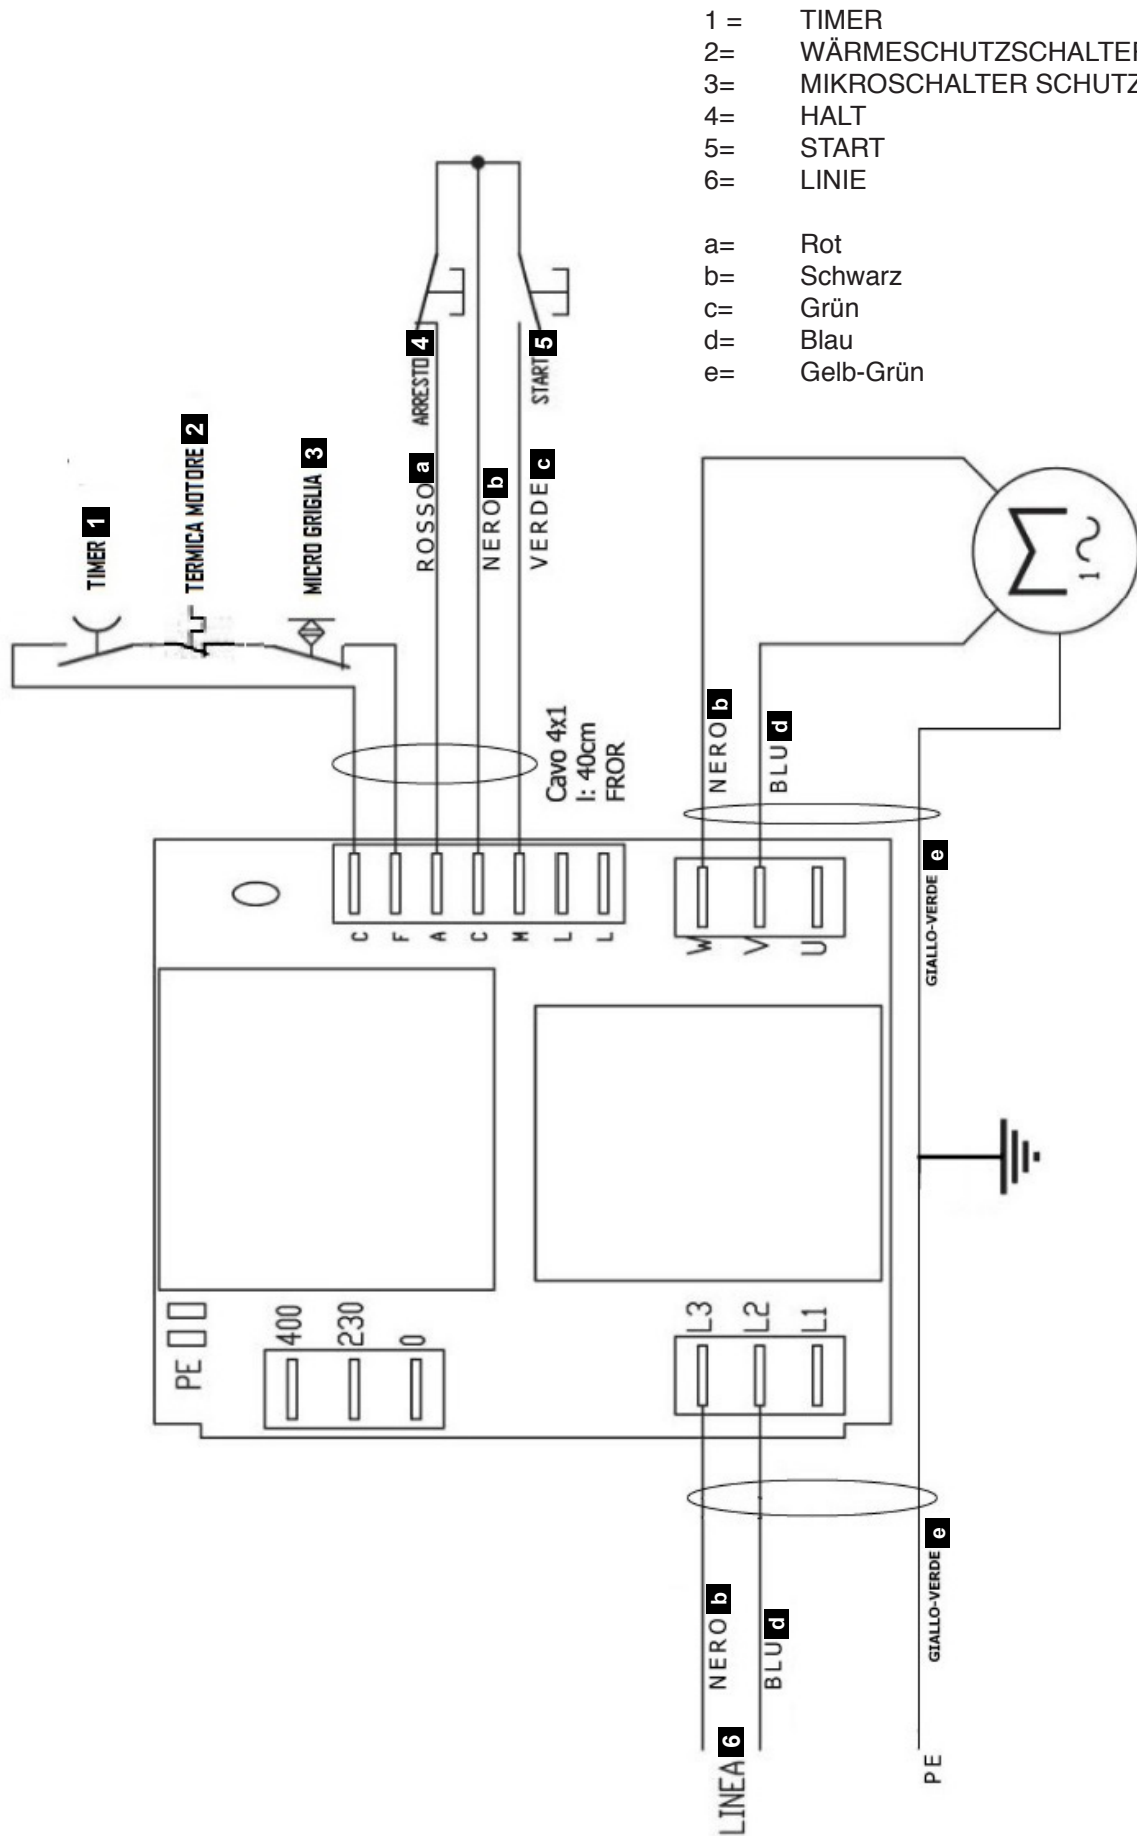 1 = TIMER
2= WÄRMESCHUTZSCHALTER
3= MIKROSCHALTER SCHUTZ
4= HALT
5= START
6= LINIE
a= Rot
b= Schwarz
c= Grün
d= Blau
e= Gelb-Grün
TIMER 1
TERMICA MOTORE 2
MICRO GRIGLIA 3
ARRESTO 4
START 5
ROSSO a
NERO b
VERDE c
Cavo 4x1
l: 40cm
FROR
NERO b
BLU d
1
GIALLO-VERDE e
C
F
A
C
M
L
L
W
V
U
PE
400
230
0
L3
L2
L1
NERO b
BLU d
GIALLO-VERDE e
LINEA 6
PE